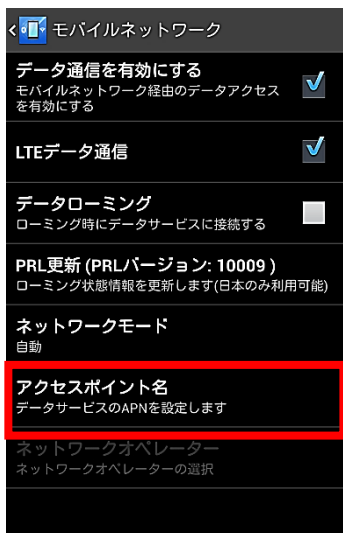 モバイルネットワーク
データ通信を有効にする
モバイルネットワーク経由のデータアクセス
を有効にする
LTEデータ通信
データローミング
ローミング時にデータサービスに接続する
PRL更新 (PRLバージョン: 10009 )
ローミング状態情報を更新します(日本のみ利用可能)
ネットワークモード
自動
アクセスポイント名
データサービスのAPNを設定します
ネットワークオペレーター
ネットワークオペレーターの選択